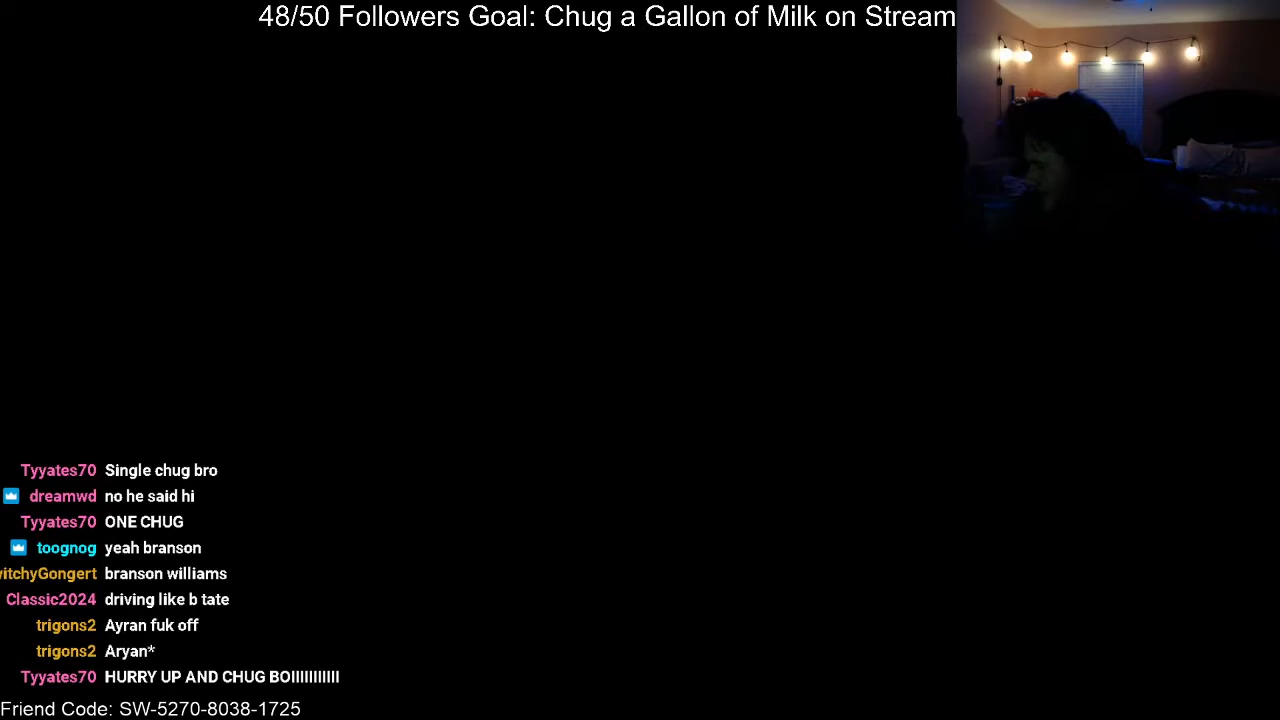 48/50 Followers Goal: Chug a Gallon of Milk on Stream
Tyyates70 Single chug bro
dreamwd no he said hi
Tyyates70 ONE CHUG
toognog yeah branson
vitchyGongert branson williams
Classic2024 driving like b tate
trigons2 Ayran fuk off
trigons2 Aryan*
Tyyates70 HURRY UP AND CHUG BOIIIIIIIIIII
Friend Code: SW-5270-8038-1725